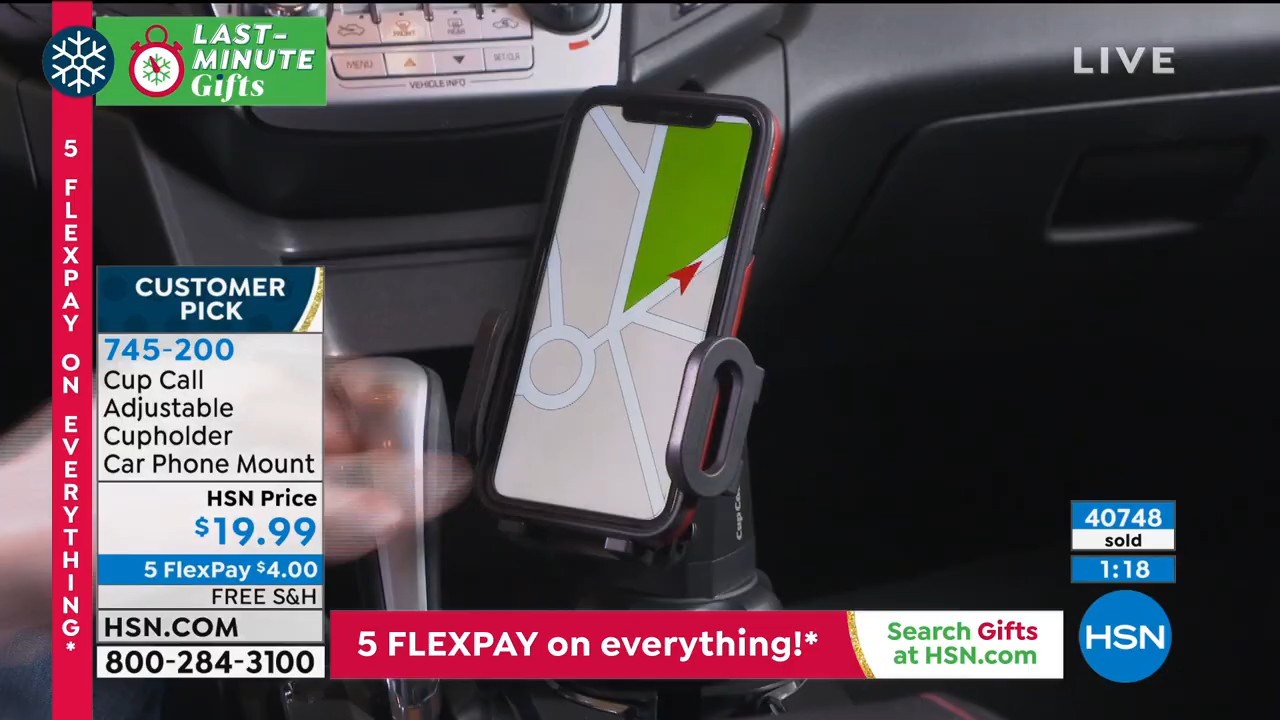 LAST-
MINUTE
Gifts
LIVE
5 FLEXPAY ON EVERYTHING*
FRONT
REAR
MENU
SET/CLR
VEHICLE INFO
CUSTOMER
PICK
745-200
Cup Call
Adjustable
Cupholder
Car Phone Mount
HSN Price
$19.99
5 FlexPay $4.00
FREE S&H
HSN.COM
800-284-3100
40748
sold
1:18
HSN
5 FLEXPAY on everything!*
Search Gifts
at HSN.com